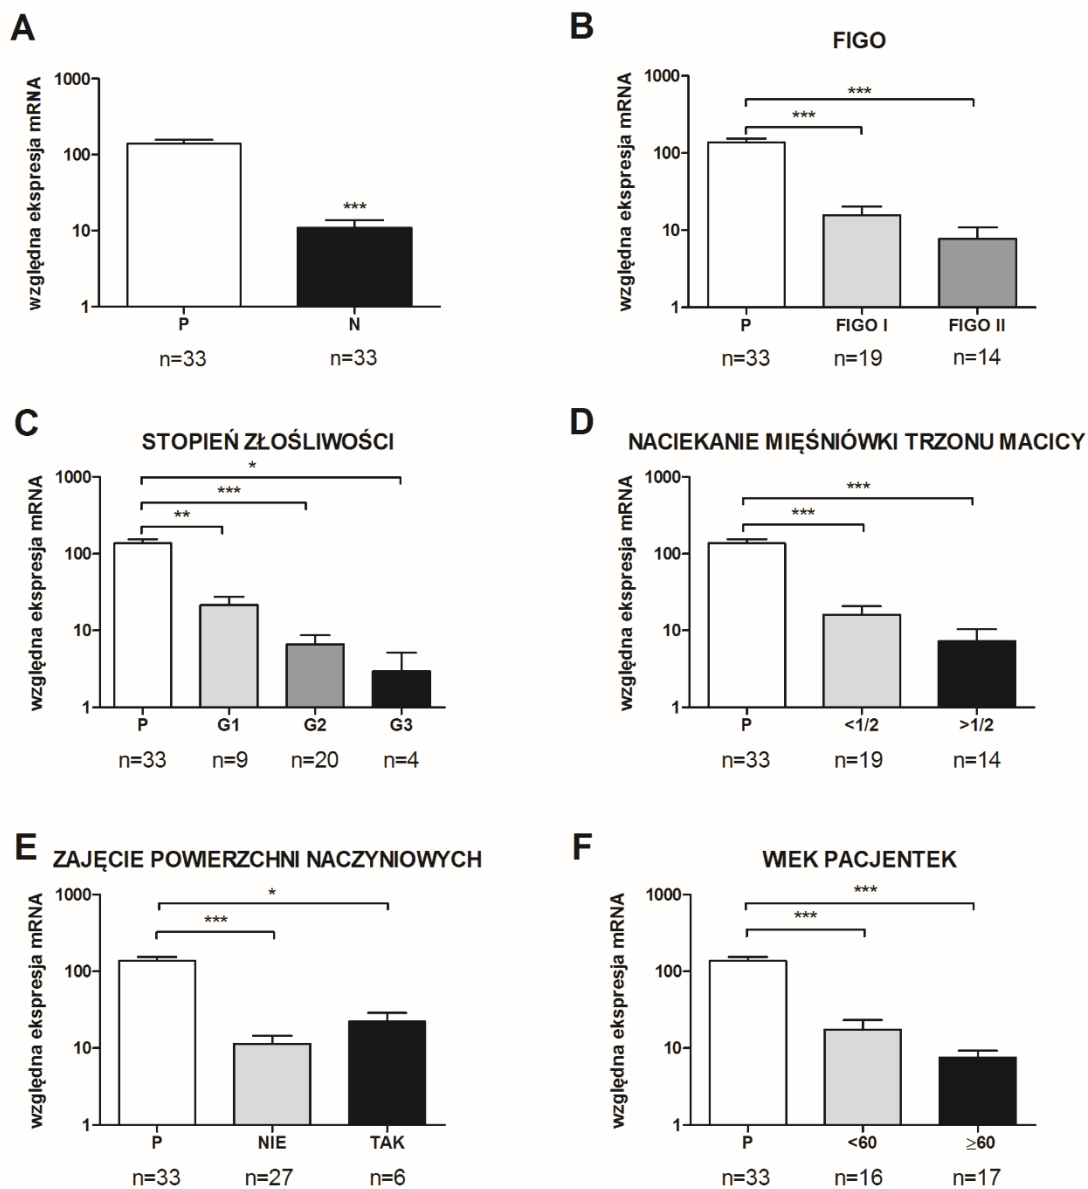 A
względna ekspresja mRNA
1000
100
10
1
***
P N
n=33 n=33
B
FIGO
względna ekspresja mRNA
1000
100
10
1
***
***
P FIGO I FIGO II
n=33 n=19 n=14
C
STOPIEŃ ZŁOŚLIWOŚCI
względna ekspresja mRNA
1000
100
10
1
*
***
**
P G1 G2 G3
n=33 n=9 n=20 n=4
D
NACIEKANIE MIĘŚNIÓWKI TRZONU MACICY
względna ekspresja mRNA
1000
100
10
1
***
***
P <1/2 >1/2
n=33 n=19 n=14
E
ZAJĘCIE POWIERZCHNI NACZYNIOWYCH
względna ekspresja mRNA
1000
100
10
1
*
***
P NIE TAK
n=33 n=27 n=6
F
WIEK PACJENTEK
względna ekspresja mRNA
1000
100
10
1
***
***
P <60 ≥60
n=33 n=16 n=17